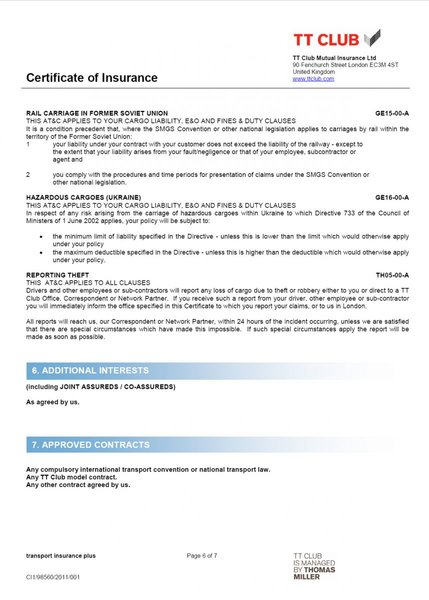 TT CLUB
TT Club Mutual Insurance Ltd
90 Fenchurch Street London EC3M 4ST
United Kingdom
www.ttclub.com
Certificate of Insurance
RAIL CARRIAGE IN FORMER SOVIET UNION GE15-00-A
THIS AT&C APPLIES TO YOUR CARGO LIABILITY, E&O AND FINES & DUTY CLAUSES
It is a condition precedent that, where the SMGS Convention or other national legislation applies to carriages by rail within the
territory of the Former Soviet Union:
1 your liability under your contract with your customer does not exceed the liability of the railway - except to
the extent that your liability arises from your fault/negligence or that of your employee, subcontractor or
agent and
2 you comply with the procedures and time periods for presentation of claims under the SMGS Convention or
other national legislation.
HAZARDOUS CARGOES (UKRAINE) GE16-00-A
THIS AT&C APPLIES TO YOUR CARGO LIABILITY, E&O AND FINES & DUTY CLAUSES
In respect of any risk arising from the carriage of hazardous cargoes within Ukraine to which Directive 733 of the Council of
Ministers of 1 June 2002 applies, your policy will be subject to:
• the minimum limit of liability specified in the Directive - unless this is lower than the limit which would otherwise apply
under your policy
• the maximum deductible specified in the Directive - unless this is higher than the deductible which would otherwise apply
under your policy.
REPORTING THEFT TH05-00-A
THIS AT&C APPLIES TO ALL CLAUSES
Drivers and other employees or sub-contractors will report any loss of cargo due to theft or robbery either to you or direct to a TT
Club Office, Correspondent or Network Partner. If you receive such a report from your driver, other employee or sub-contractor
you will immediately inform the office specified in this Certificate to which you report your claims, or to us in London.
All reports will reach us, our Correspondent or Network Partner, within 24 hours of the incident occurring, unless we are satisfied
that there are special circumstances which have made this impossible. If such special circumstances apply the report will be
made as soon as possible.
6. ADDITIONAL INTERESTS
(including JOINT ASSUREDS / CO-ASSUREDS)
As agreed by us.
7. APPROVED CONTRACTS
Any compulsory international transport convention or national transport law.
Any TT Club model contract.
Any other contract agreed by us.
transport insurance plus Page 6 of 7
TT CLUB
IS MANAGED
BY THOMAS
MILLER
CI1/98560/2011/001